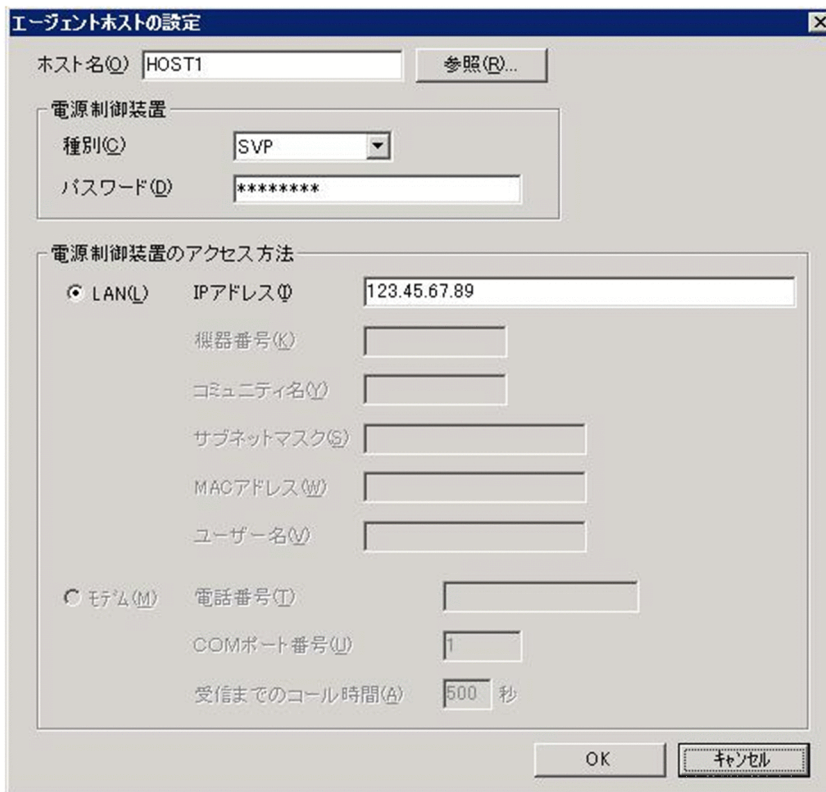 エージェントホストの設定
ホスト名(O) HOST1 参照(R)...
電源制御装置
種別(C) SVP
パスワード(D) ********
電源制御装置のアクセス方法
LAN(L) IPアドレス(I) 123.45.67.89
機器番号(K)
コミュニティ名(Y)
サブネットマスク(S)
MACアドレス(W)
ユーザー名(V)
モデム(M) 電話番号(T)
COMポート番号(U) 1
受信までのコール時間(A) 500 秒
OK キャンセル